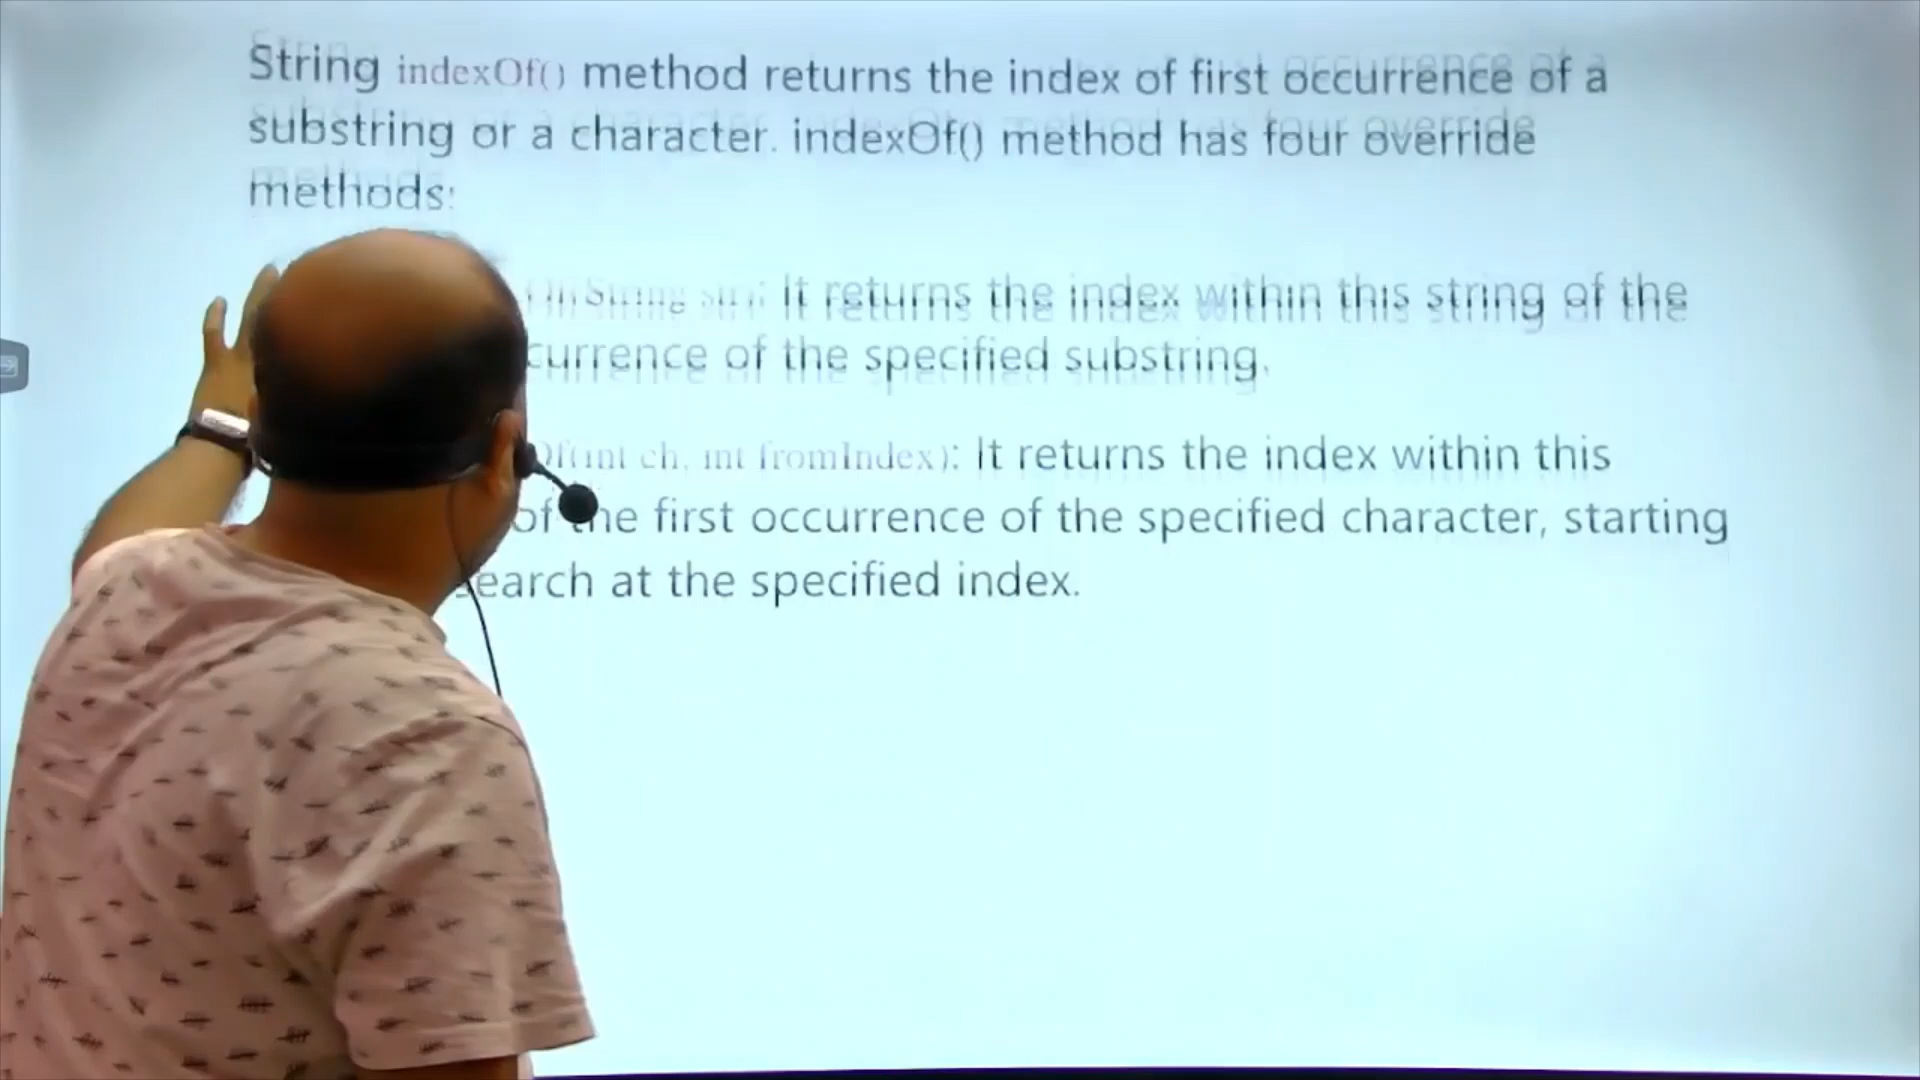 String indexOf() method returns the index of first occurrence of a
substring or a character. indexOf() method has four override
methods:
It returns the index within this string of the
currence of the specified substring.
Of(int ch, int fromIndex): It returns the index within this
of the first occurrence of the specified character, starting
search at the specified index.